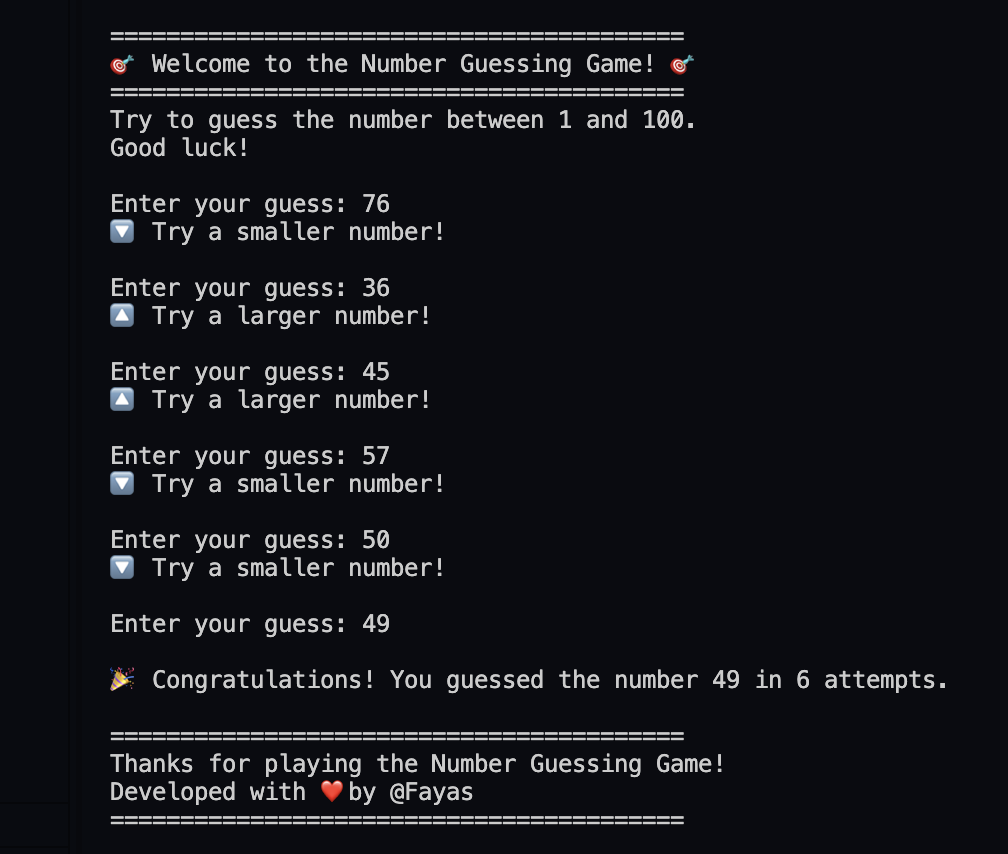 =========================================
🎯 Welcome to the Number Guessing Game! 🎯
=========================================
Try to guess the number between 1 and 100.
Good luck!
Enter your guess: 76
🔽 Try a smaller number!
Enter your guess: 36
🔼 Try a larger number!
Enter your guess: 45
🔼 Try a larger number!
Enter your guess: 57
🔽 Try a smaller number!
Enter your guess: 50
🔽 Try a smaller number!
Enter your guess: 49
🎉 Congratulations! You guessed the number 49 in 6 attempts.
=========================================
Thanks for playing the Number Guessing Game!
Developed with ❤️ by @Fayas
=========================================